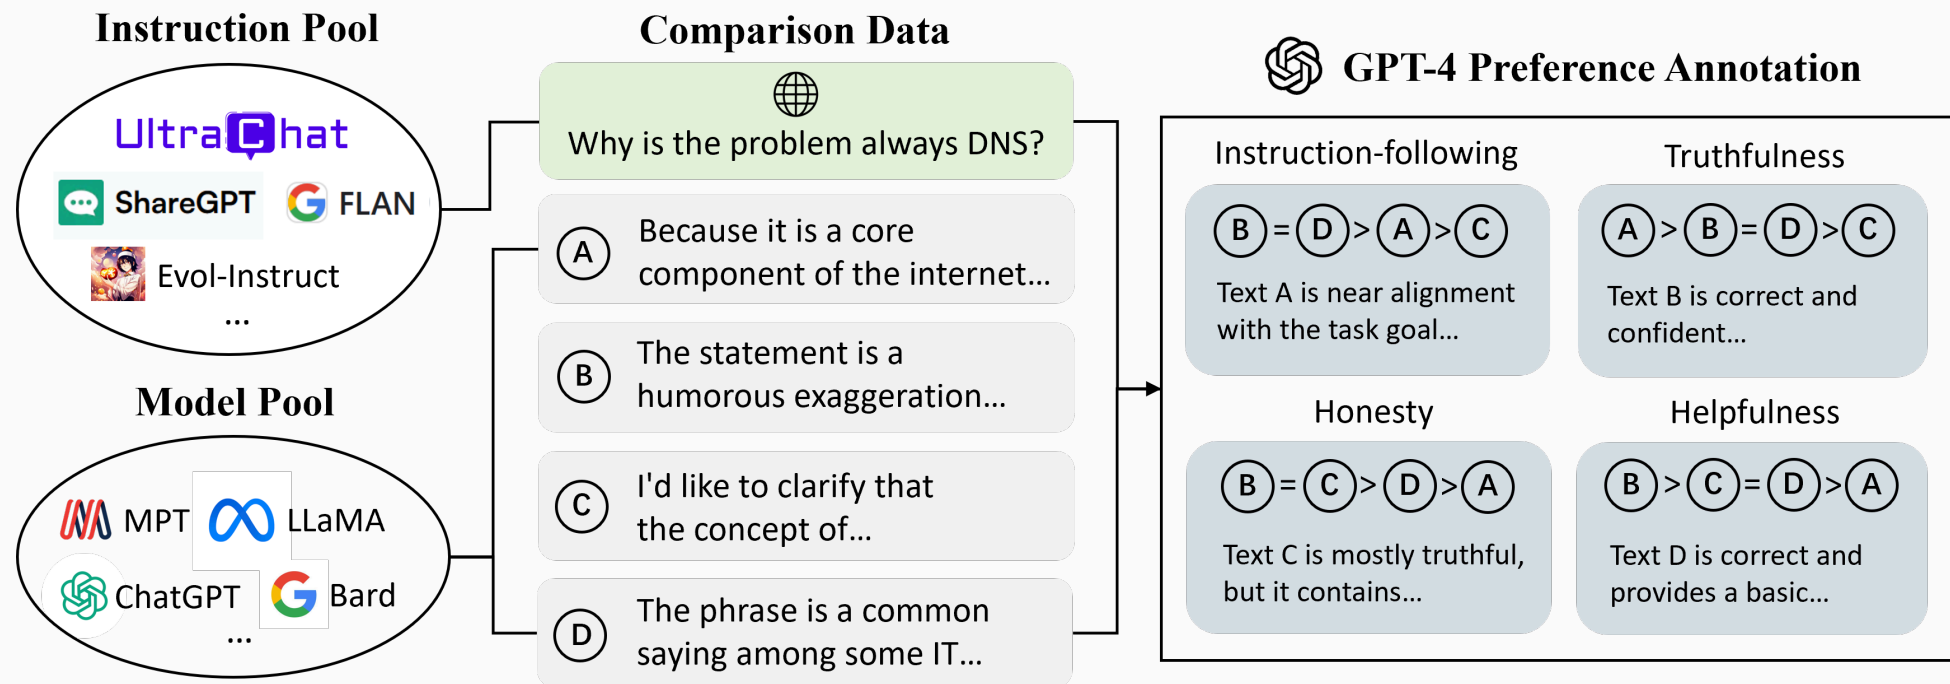 Instruction Pool
UltraChat
ShareGPT
FLAN
Evol-Instruct
...
Model Pool
MPT
LLaMA
ChatGPT
Bard
...
Comparison Data
Why is the problem always DNS?
A
Because it is a core
component of the internet...
B
The statement is a
humorous exaggeration...
C
I'd like to clarify that
the concept of...
D
The phrase is a common
saying among some IT...
GPT-4 Preference Annotation
Instruction-following
B = D > A > C
Text A is near alignment
with the task goal...
Truthfulness
A > B = D > C
Text B is correct and
confident...
Honesty
B = C > D > A
Text C is mostly truthful,
but it contains...
Helpfulness
B > C = D > A
Text D is correct and
provides a basic...